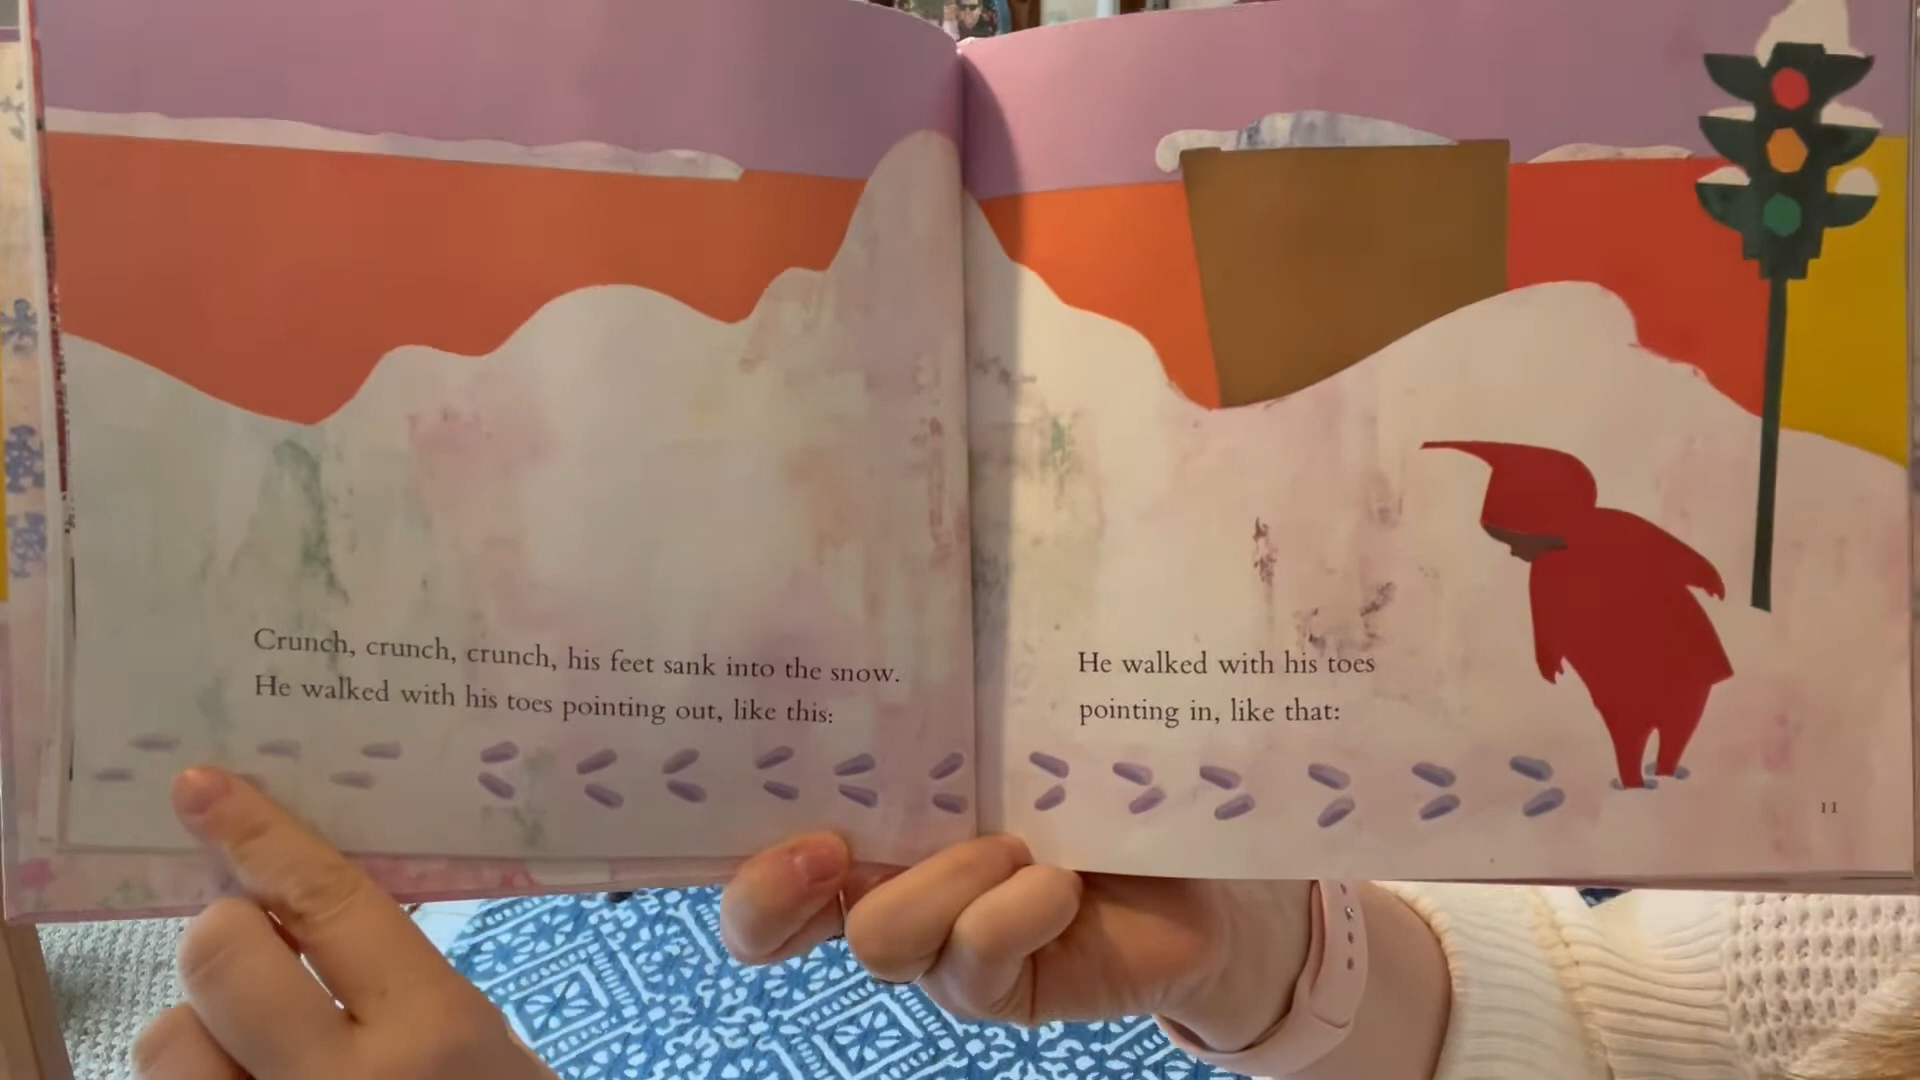 Crunch, crunch, crunch, his feet sank into the snow.
He walked with his toes pointing out, like this:
He walked with his toes
pointing in, like that:
11